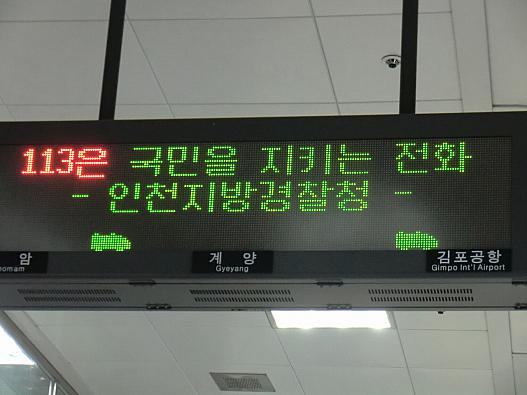 113은 국민을 지키는 전화
- 인천지방경찰청 -
암 계양 김포공항
nomam Gyeyang Gimpo Int'l Airport